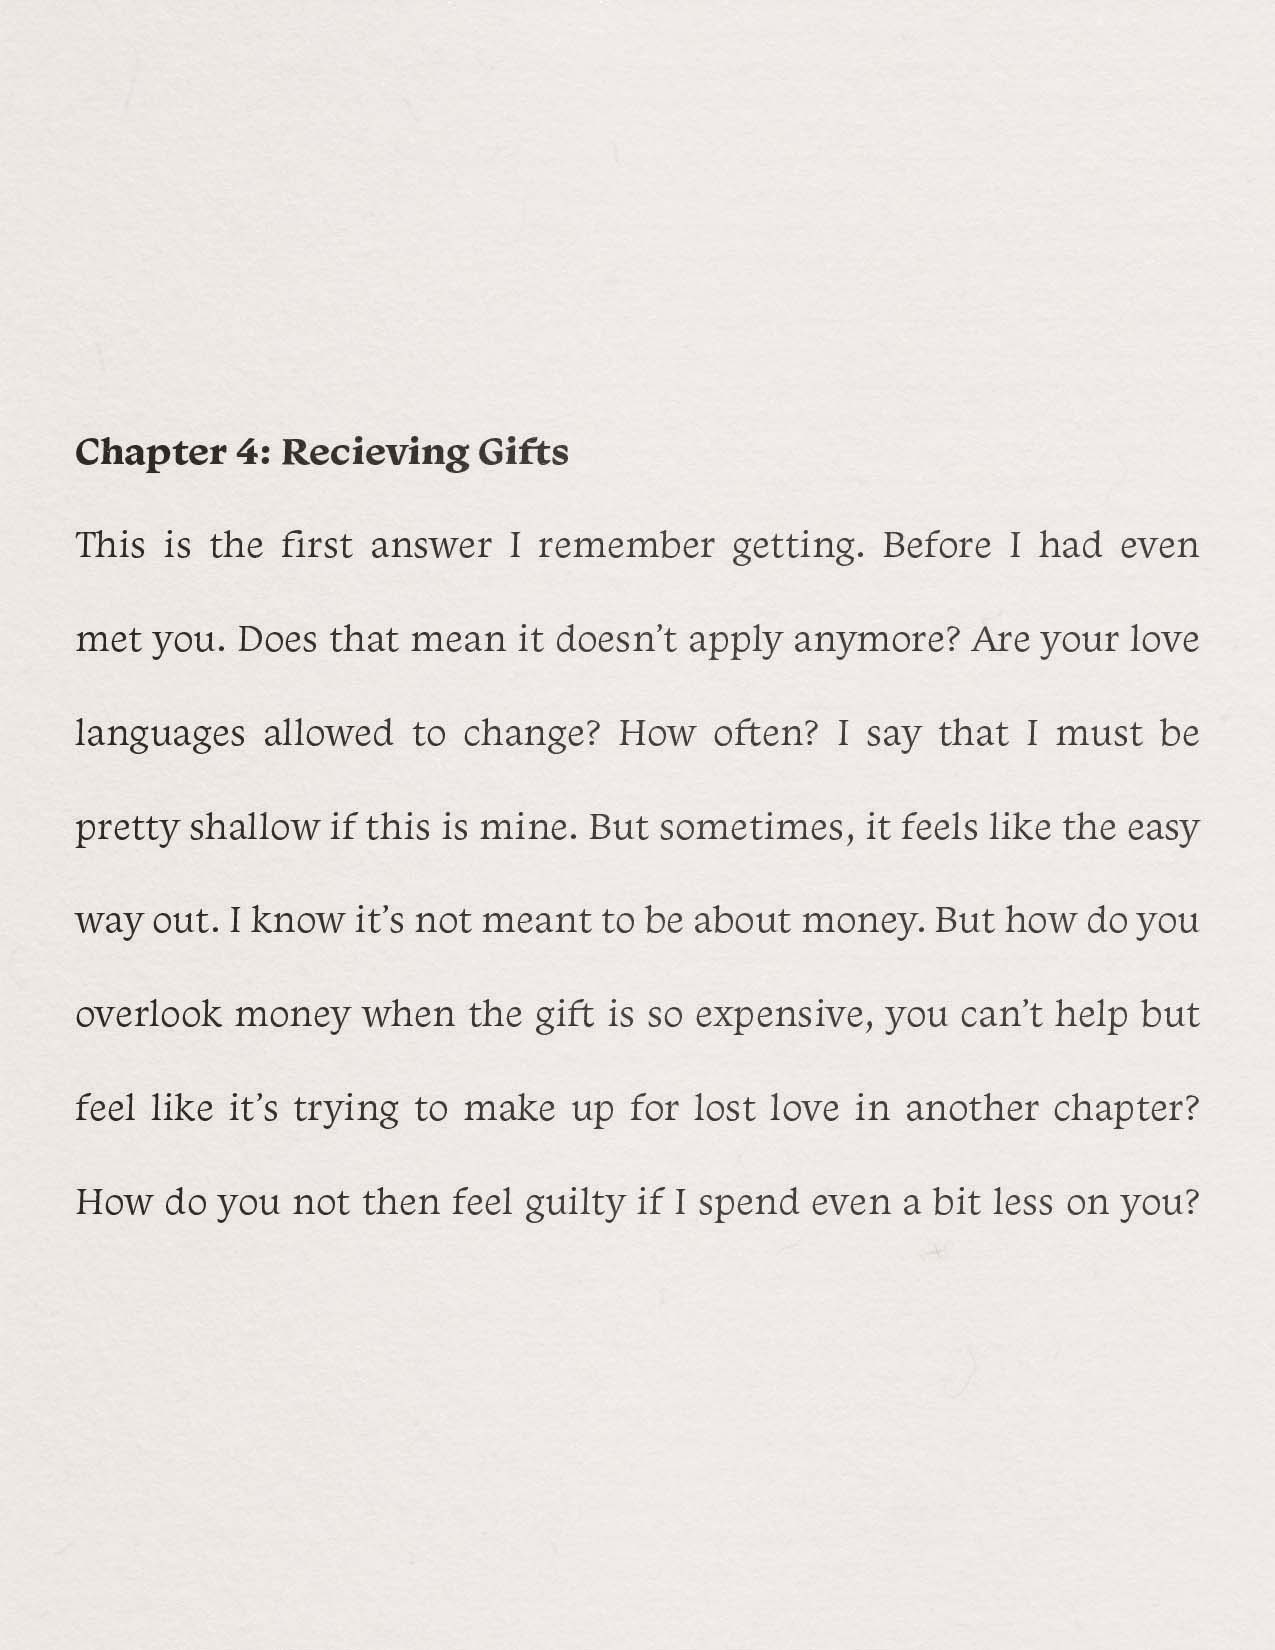 Chapter 4: Recieving Gifts
This is the first answer I remember getting. Before I had even
met you. Does that mean it doesn’t apply anymore? Are your love
languages allowed to change? How often? I say that I must be
pretty shallow if this is mine. But sometimes, it feels like the easy
way out. I know it’s not meant to be about money. But how do you
overlook money when the gift is so expensive, you can’t help but
feel like it’s trying to make up for lost love in another chapter?
How do you not then feel guilty if I spend even a bit less on you?